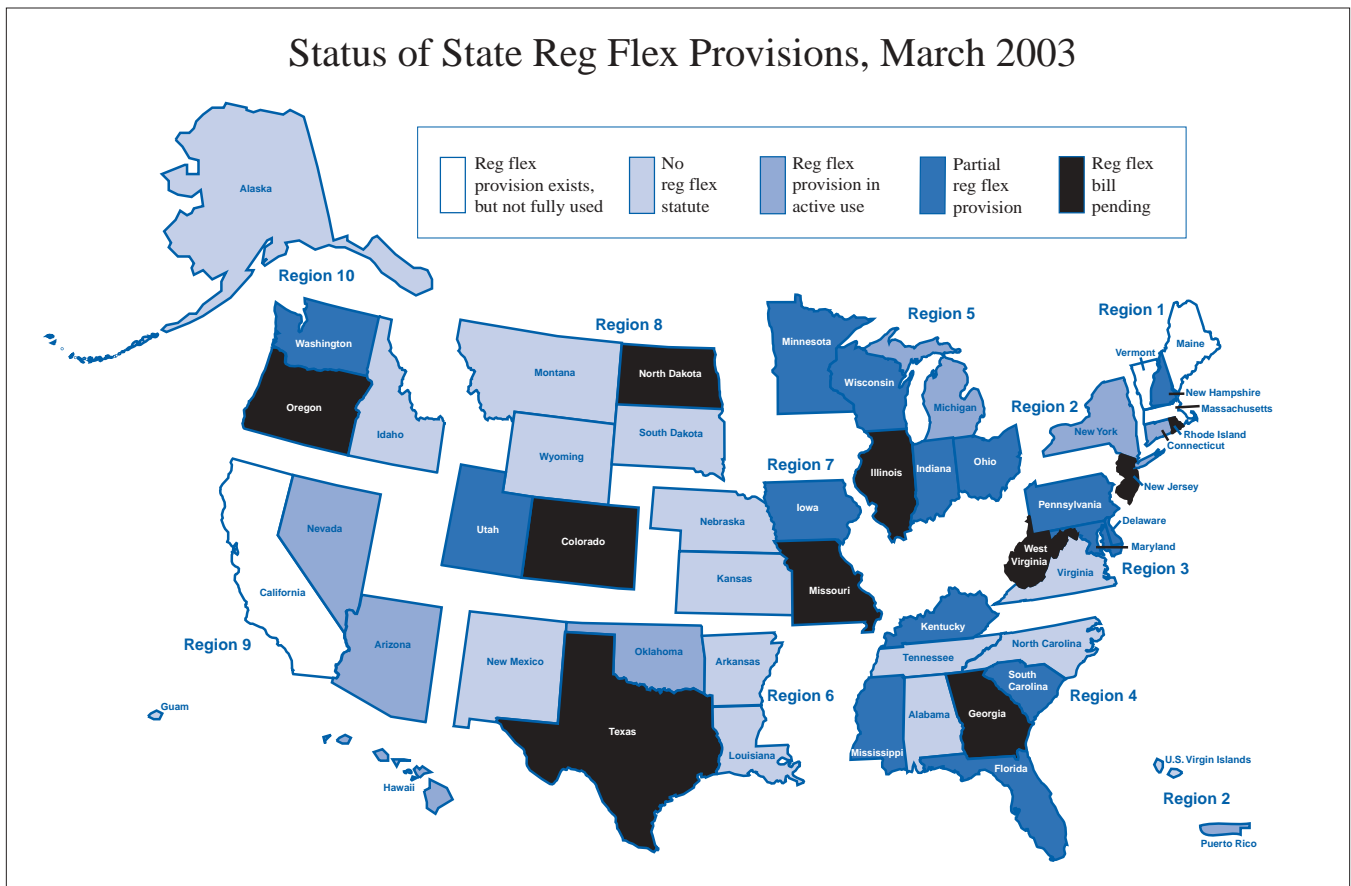 Status of State Reg Flex Provisions, March 2003
Reg flex
provision exists,
but not fully used
No
reg flex
statute
Reg flex
provision in
active use
Partial
reg flex
provision
Reg flex
bill
pending
Alaska
Region 10
Washington
Oregon
Idaho
Region 8
Montana
North Dakota
South Dakota
Wyoming
Utah
Colorado
Region 5
Minnesota
Wisconsin
Michigan
Illinois
Indiana
Ohio
Region 1
Maine
Vermont
New Hampshire
Massachusetts
Rhode Island
Connecticut
Region 2
New York
New Jersey
Region 7
Nebraska
Iowa
Kansas
Missouri
Pennsylvania
Delaware
Maryland
West
Virginia
Virginia
Region 3
Nevada
California
Arizona
Region 9
Guam
Hawaii
New Mexico
Oklahoma
Arkansas
Texas
Louisiana
Region 6
Kentucky
Tennessee
North Carolina
South
Carolina
Region 4
Mississippi
Alabama
Georgia
Florida
U.S. Virgin Islands
Region 2
Puerto Rico